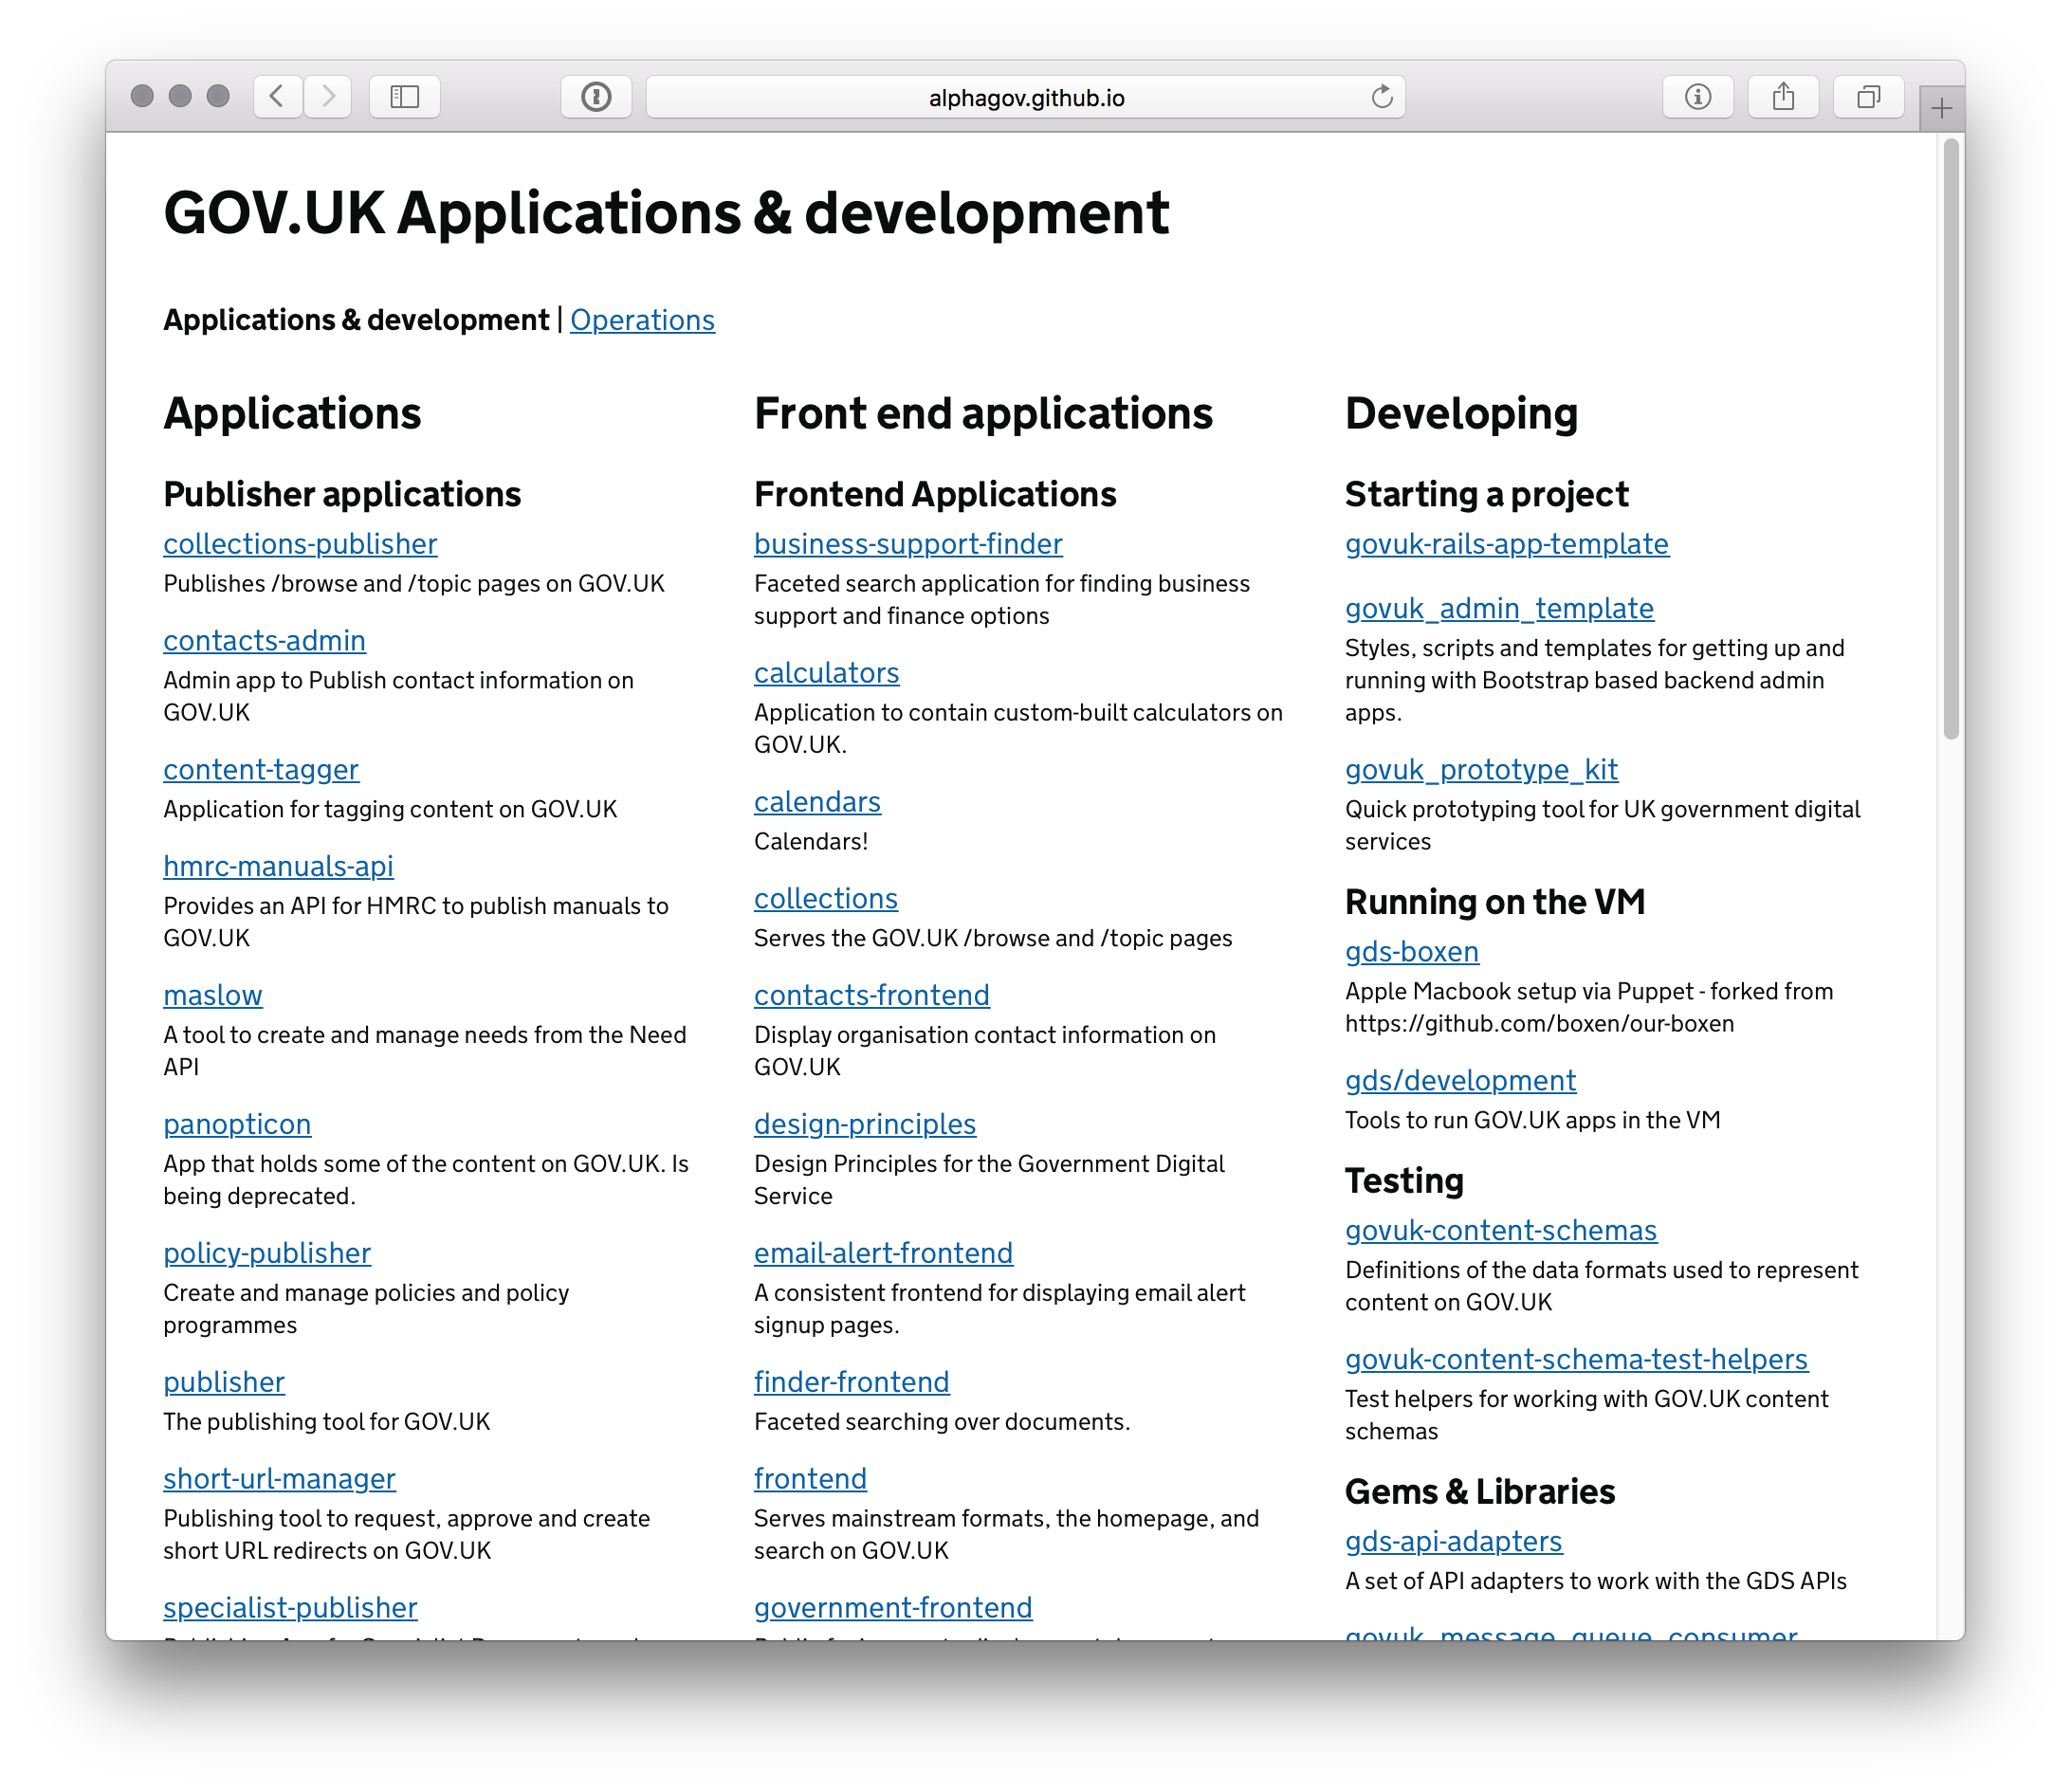 alphagov.github.io
GOV.UK Applications & development
Applications & development | Operations
Applications
Publisher applications
collections-publisher
Publishes /browse and /topic pages on GOV.UK
contacts-admin
Admin app to Publish contact information on
GOV.UK
content-tagger
Application for tagging content on GOV.UK
hmrc-manuals-api
Provides an API for HMRC to publish manuals to
GOV.UK
maslow
A tool to create and manage needs from the Need
API
panopticon
App that holds some of the content on GOV.UK. Is
being deprecated.
policy-publisher
Create and manage policies and policy
programmes
publisher
The publishing tool for GOV.UK
short-url-manager
Publishing tool to request, approve and create
short URL redirects on GOV.UK
specialist-publisher
Front end applications
Frontend Applications
business-support-finder
Faceted search application for finding business
support and finance options
calculators
Application to contain custom-built calculators on
GOV.UK.
calendars
Calendars!
collections
Serves the GOV.UK /browse and /topic pages
contacts-frontend
Display organisation contact information on
GOV.UK
design-principles
Design Principles for the Government Digital
Service
email-alert-frontend
A consistent frontend for displaying email alert
signup pages.
finder-frontend
Faceted searching over documents.
frontend
Serves mainstream formats, the homepage, and
search on GOV.UK
government-frontend
Developing
Starting a project
govuk-rails-app-template
govuk_admin_template
Styles, scripts and templates for getting up and
running with Bootstrap based backend admin
apps.
govuk_prototype_kit
Quick prototyping tool for UK government digital
services
Running on the VM
gds-boxen
Apple Macbook setup via Puppet - forked from
https://github.com/boxen/our-boxen
gds/development
Tools to run GOV.UK apps in the VM
Testing
govuk-content-schemas
Definitions of the data formats used to represent
content on GOV.UK
govuk-content-schema-test-helpers
Test helpers for working with GOV.UK content
schemas
Gems & Libraries
gds-api-adapters
A set of API adapters to work with the GDS APIs
govuk_message_queue_consumer